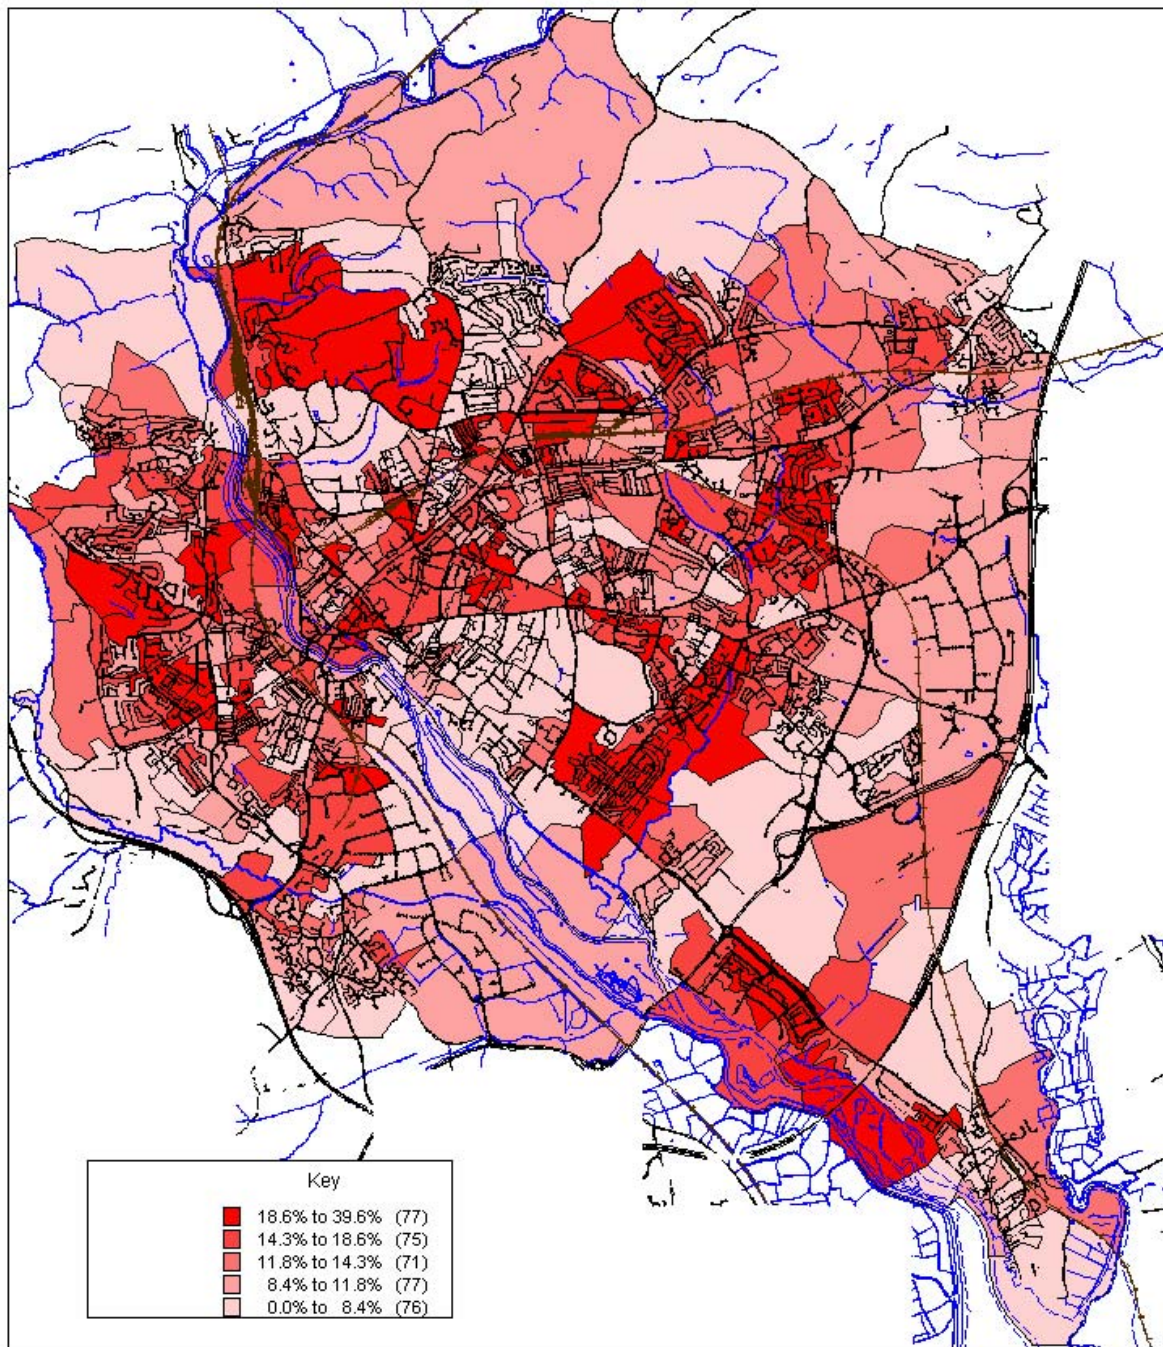 Key
18.6% to 39.6% (77)
14.3% to 18.6% (75)
11.8% to 14.3% (71)
8.4% to 11.8% (77)
0.0% to 8.4% (76)